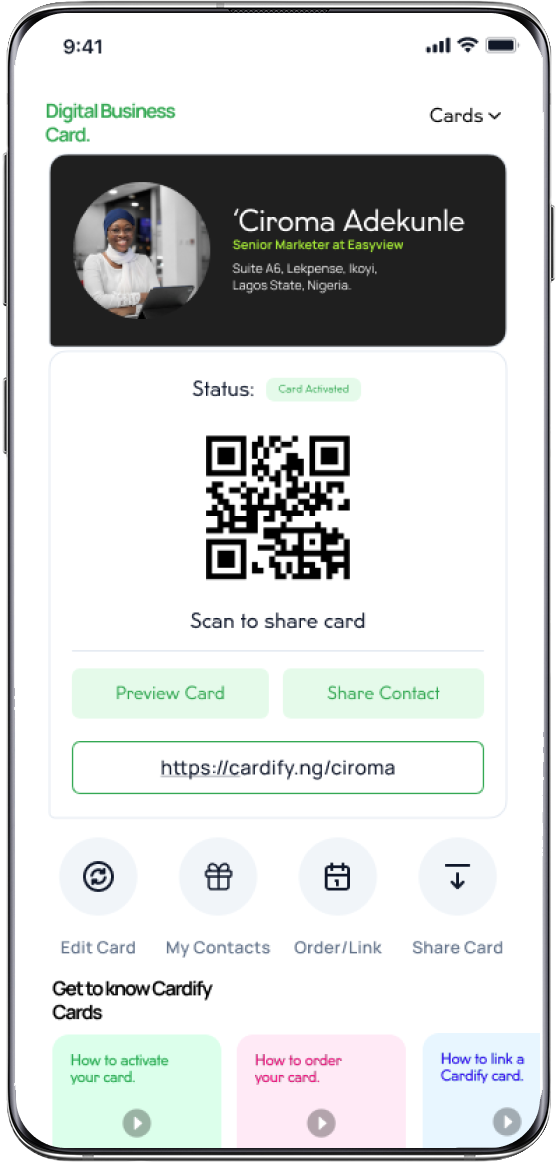 9:41
Digital Business
Card.
Cards
‘Ciroma Adekunle
Senior Marketer at Easyview
Suite A6, Lekpense, Ikoyi,
Lagos State, Nigeria.
Status: Card Activated
Scan to share card
Preview Card Share Contact
https://cardify.ng/ciroma
1
Edit Card My Contacts Order/Link Share Card
Get to know Cardify
Cards
How to activate
your card.
How to order
your card.
How to link a
Cardify card.